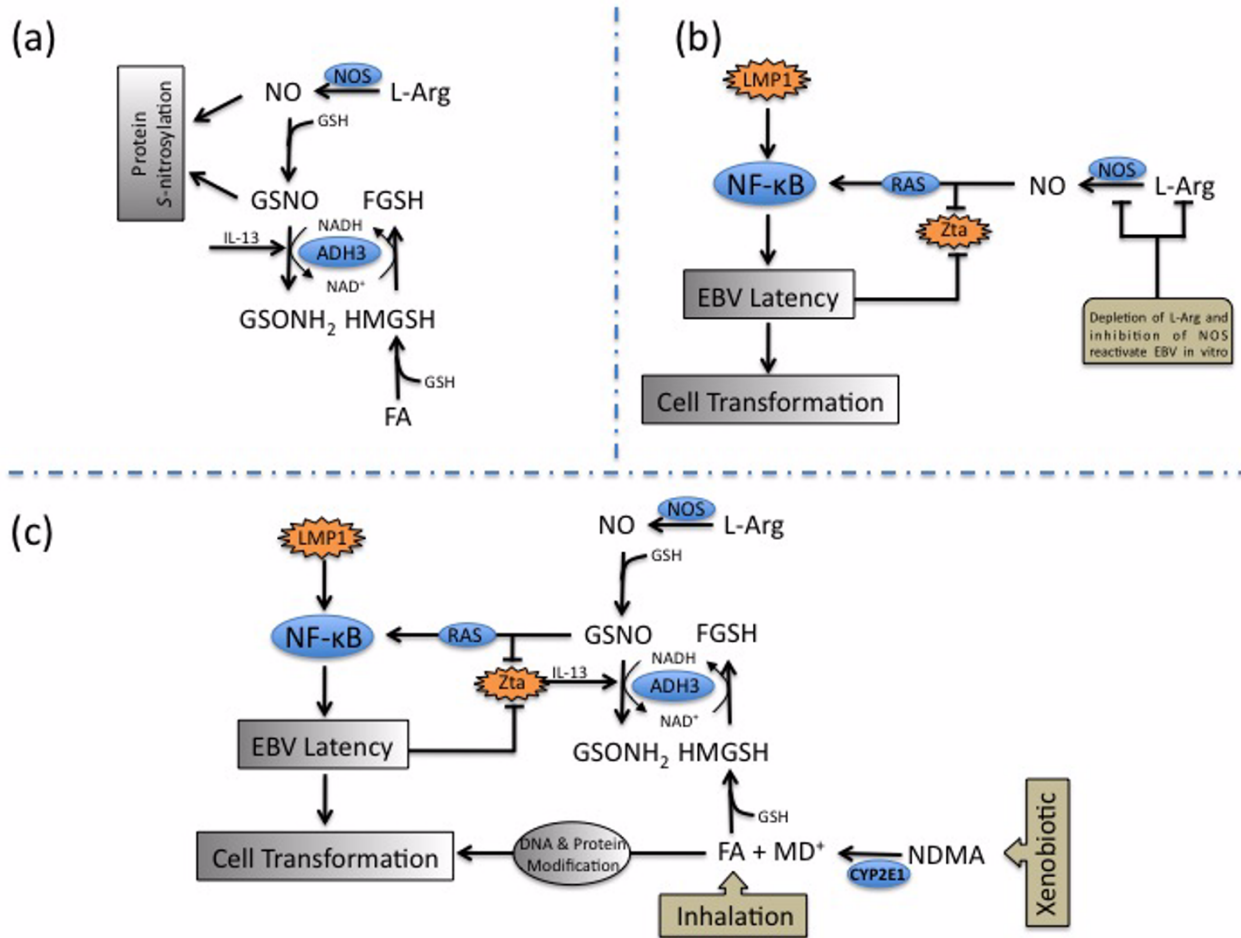 (a)
NOS
NO
L-Arg
GSH
Protein
S-nitrosylation
GSNO
FGSH
NADH
IL-13
ADH3
NAD⁺
GSONH₂ HMGSH
GSH
FA
(b)
LMP1
NF-κB
RAS
NO
NOS
L-Arg
Zta
EBV Latency
Depletion of L-Arg and
inhibition of NOS
reactivate EBV in vitro
Cell Transformation
(c)
NOS
NO
L-Arg
LMP1
GSH
NF-κB
RAS
GSNO
FGSH
NADH
Zta
IL-13
ADH3
NAD⁺
EBV Latency
GSONH₂ HMGSH
GSH
Cell Transformation
DNA & Protein
Modification
FA + MD⁺
NDMA
CYP2E1
Xenobiotic
Inhalation